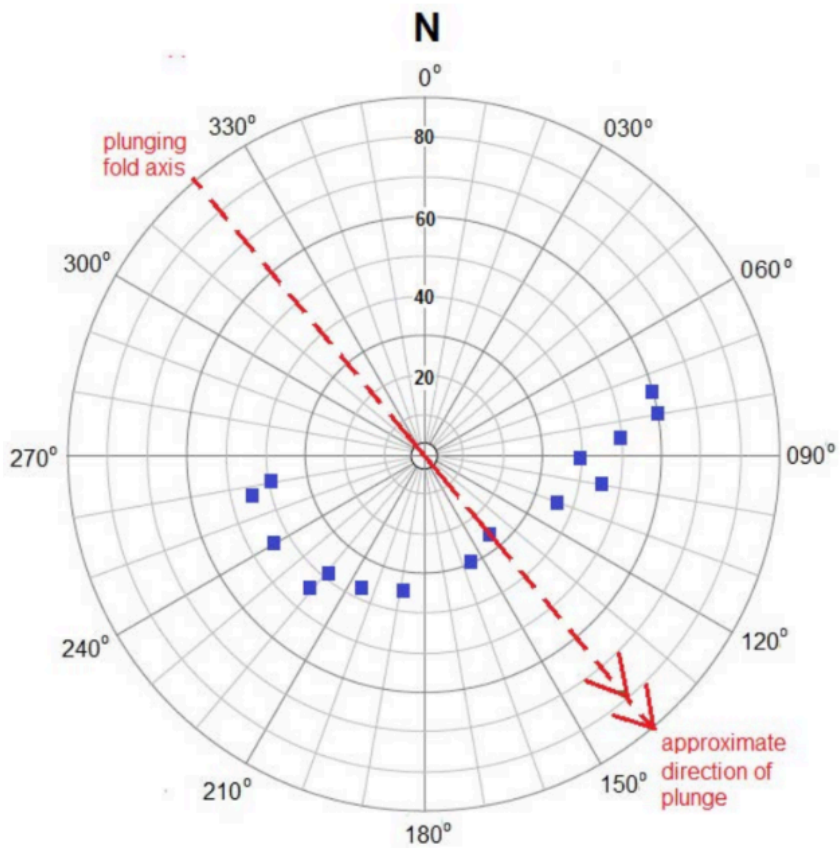 N
0°
330°
030°
plunging
fold axis
80
60
300°
060°
40
20
270°
090°
240°
120°
210°
150°
approximate
direction of
plunge
180°